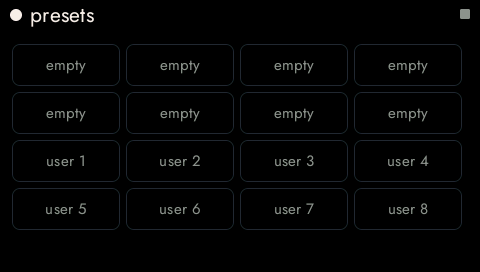 presets
empty empty empty empty
empty empty empty empty
user 1 user 2 user 3 user 4
user 5 user 6 user 7 user 8